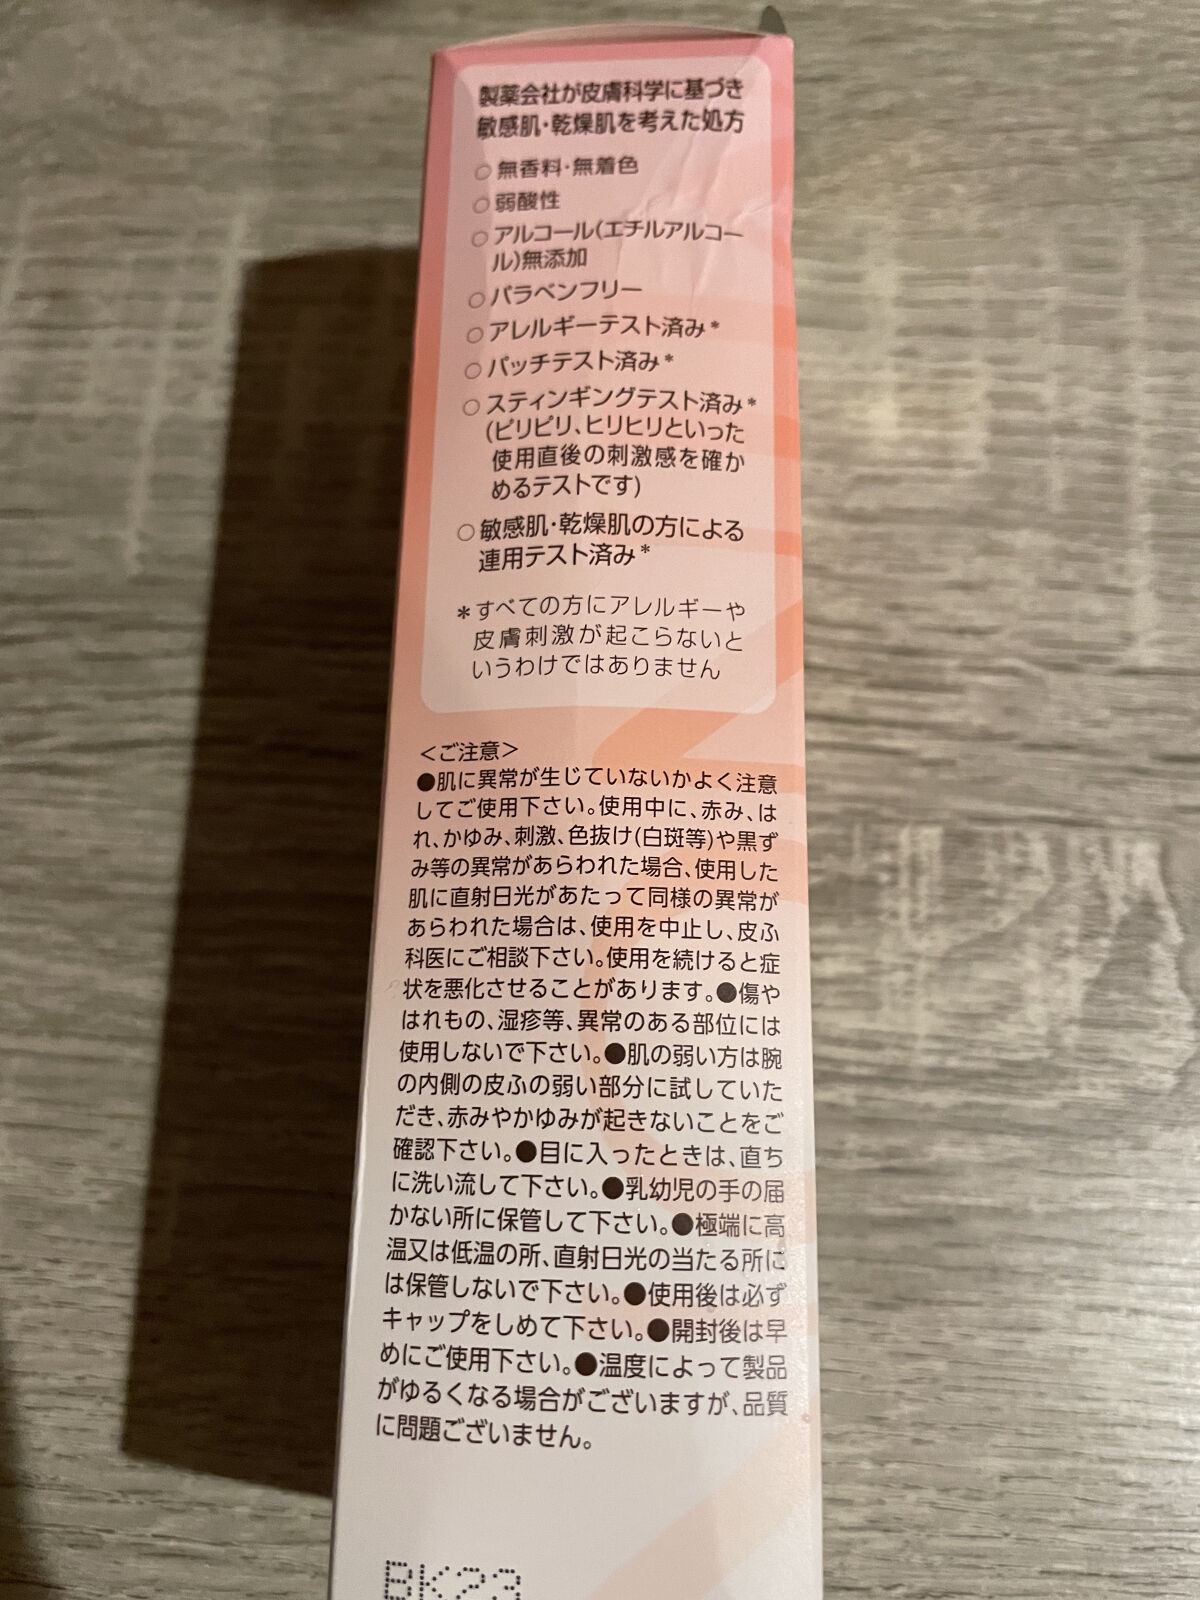 製薬会社が皮膚科学に基づき
敏感肌・乾燥肌を考えた処方
○無香料・無着色
○弱酸性
○アルコール(エチルアルコー
ル)無添加
○パラベンフリー
○アレルギーテスト済み*
○パッチテスト済み*
○スティンギングテスト済み*
(ピリピリ、ヒリヒリといった
使用直後の刺激感を確か
めるテストです)
○敏感肌・乾燥肌の方による
連用テスト済み*
*すべての方にアレルギーや
皮膚刺激が起こらないと
いうわけではありません
<ご注意>
●肌に異常が生じていないかよく注意
してご使用下さい。使用中に、赤み、は
れ、かゆみ、刺激、色抜け(白斑等)や黒ず
み等の異常があらわれた場合、使用した
肌に直射日光があたって同様の異常が
あらわれた場合は、使用を中止し、皮ふ
科医にご相談下さい。使用を続けると症
状を悪化させることがあります。●傷や
はれもの、湿疹等、異常のある部位には
使用しないで下さい。●肌の弱い方は腕
の内側の皮ふの弱い部分に試していた
だき、赤みやかゆみが起きないことをご
確認下さい。●目に入ったときは、直ち
に洗い流して下さい。●乳幼児の手の届
かない所に保管して下さい。●極端に高
温又は低温の所、直射日光の当たる所に
は保管しないで下さい。●使用後は必ず
キャップをしめて下さい。●開封後は早
めにご使用下さい。●温度によって製品
がゆるくなる場合がございますが、品質
に問題ございません。
BK23